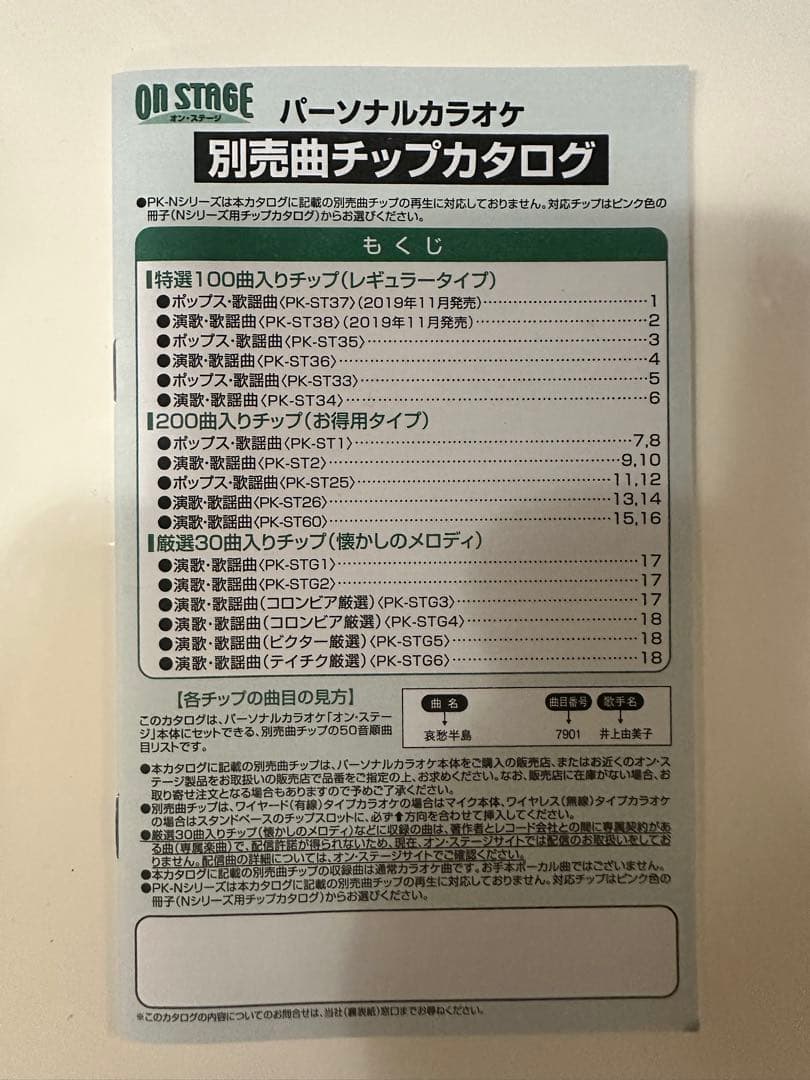 ON STAGE
オン・ステージ
パーソナルカラオケ
別売曲チップカタログ
●PK-Nシリーズは本カタログに記載の別売曲チップの再生に対応しておりません。対応チップはピンク色の
冊子(Nシリーズ用チップカタログ)からお選びください。
もくじ
特選100曲入りチップ(レギュラータイプ)
●ポップス・歌謡曲〈PK-ST37〉(2019年11月発売)……1
●演歌・歌謡曲〈PK-ST38〉(2019年11月発売)……2
●ポップス・歌謡曲〈PK-ST35〉……3
●演歌・歌謡曲〈PK-ST36〉……4
●ポップス・歌謡曲〈PK-ST33〉……5
●演歌・歌謡曲〈PK-ST34〉……6
200曲入りチップ(お得用タイプ)
●ポップス・歌謡曲〈PK-ST1〉……7,8
●演歌・歌謡曲〈PK-ST2〉……9,10
●ポップス・歌謡曲〈PK-ST25〉……11,12
●演歌・歌謡曲〈PK-ST26〉……13,14
●演歌・歌謡曲〈PK-ST60〉……15,16
厳選30曲入りチップ(懐かしのメロディ)
●演歌・歌謡曲〈PK-STG1〉……17
●演歌・歌謡曲〈PK-STG2〉……17
●演歌・歌謡曲(コロンビア厳選)〈PK-STG3〉……17
●演歌・歌謡曲(コロンビア厳選)〈PK-STG4〉……18
●演歌・歌謡曲(ビクター厳選)〈PK-STG5〉……18
●演歌・歌謡曲(テイチク厳選)〈PK-STG6〉……18
【各チップの曲目の見方】
このカタログは、パーソナルカラオケ「オン・ステー
ジ」本体にセットできる、別売曲チップの50音順曲
目リストです。
曲名 曲目番号 歌手名
哀愁半島 7901 井上由美子
●本カタログに記載の別売曲チップは、パーソナルカラオケ本体をご購入の販売店、またはお近くのオン・ス
テージ製品をお取扱いの販売店で品番をご指定の上、お求めください。なお、販売店に在庫がない場合、お
取り寄せ注文となる場合もありますので予めご了承ください。
●別売曲チップは、ワイヤード(有線)タイプカラオケの場合はマイク本体、ワイヤレス(無線)タイプカラオケ
の場合はスタンドベースのチップスロットに、必ず⬆方向を合わせて挿入してください。
●厳選30曲入りチップ(懐かしのメロディ)などに収録の曲は、著作者とレコード会社との間に専属契約があ
る曲(専属楽曲)で、配信許諾が得られないため、現在、オン・ステージサイトでは配信のお取扱いをしてお
りません。配信曲の詳細については、オン・ステージサイトでご確認ください。
●本カタログに記載の別売曲チップの収録曲は通常カラオケ曲です。お手本ボーカル曲ではございません。
●PK-Nシリーズは本カタログに記載の別売曲チップの再生に対応しておりません。対応チップはピンク色の
冊子(Nシリーズ用チップカタログ)からお選びください。
※このカタログの内容についてのお問合せは、当社(裏表紙)窓口までお尋ねください。